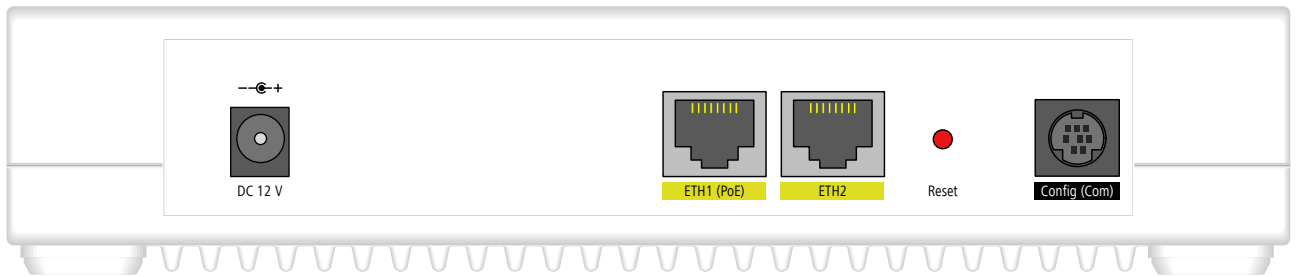 DC 12 V
ETH1 (PoE)
ETH2
Reset
Config (Com)